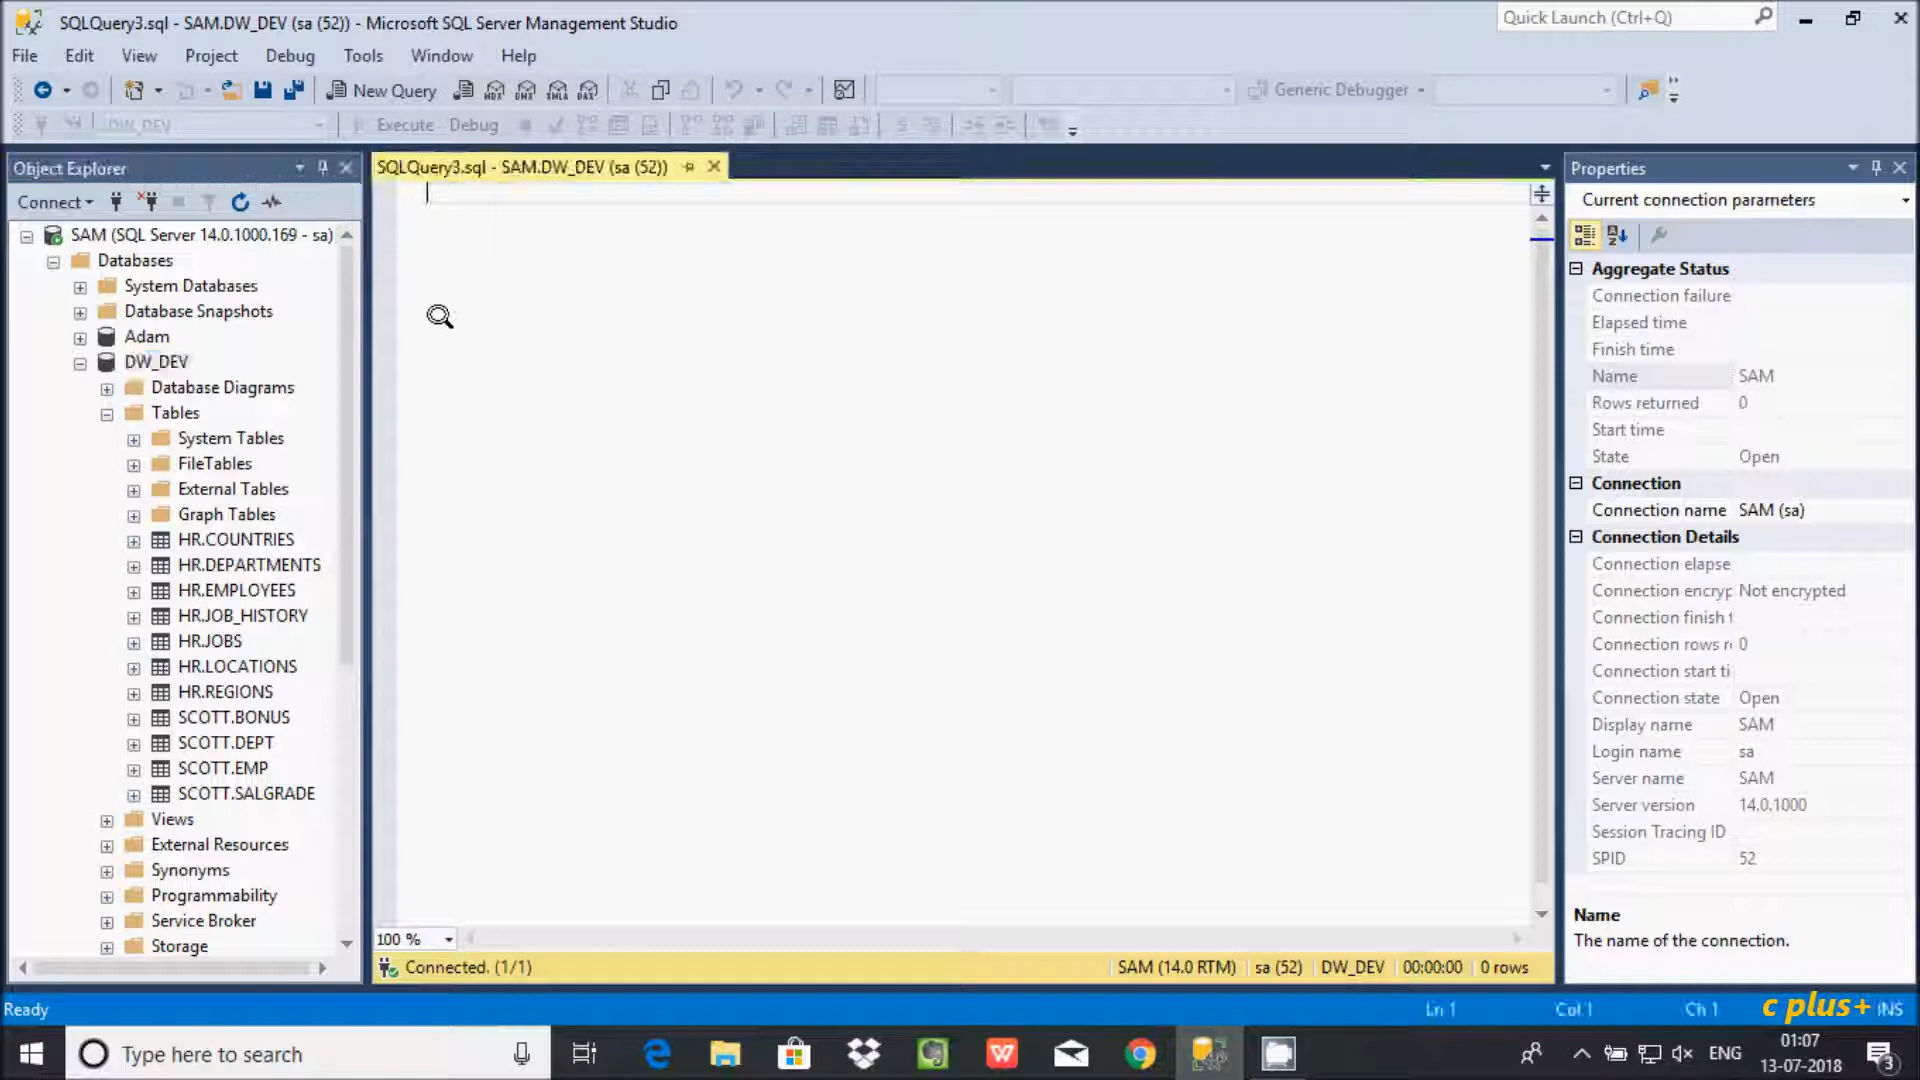 SQLQuery3.sql - SAM.DW_DEV (sa (52)) - Microsoft SQL Server Management Studio
Quick Launch (Ctrl+Q)
File Edit View Project Debug Tools Window Help
New Query
MDX DMX XMLA DAX
Generic Debugger
DW_DEV
Execute Debug
Object Explorer
SQLQuery3.sql - SAM.DW_DEV (sa (52))
Properties
Connect
Current connection parameters
SAM (SQL Server 14.0.1000.169 - sa)
Databases
System Databases
Database Snapshots
Adam
DW_DEV
Database Diagrams
Tables
System Tables
FileTables
External Tables
Graph Tables
HR.COUNTRIES
HR.DEPARTMENTS
HR.EMPLOYEES
HR.JOB_HISTORY
HR.JOBS
HR.LOCATIONS
HR.REGIONS
SCOTT.BONUS
SCOTT.DEPT
SCOTT.EMP
SCOTT.SALGRADE
Views
External Resources
Synonyms
Programmability
Service Broker
Storage
Aggregate Status
Connection failure
Elapsed time
Finish time
Name SAM
Rows returned 0
Start time
State Open
Connection
Connection name SAM (sa)
Connection Details
Connection elapse
Connection encryp Not encrypted
Connection finish t
Connection rows r 0
Connection start ti
Connection state Open
Display name SAM
Login name sa
Server name SAM
Server version 14.0.1000
Session Tracing ID
SPID 52
Name
The name of the connection.
100 %
Connected. (1/1)
SAM (14.0 RTM) sa (52) DW_DEV 00:00:00 0 rows
Ready
Ln 1 Col 1 Ch 1 INS
c plus+
Type here to search
ENG
01:07
13-07-2018
3